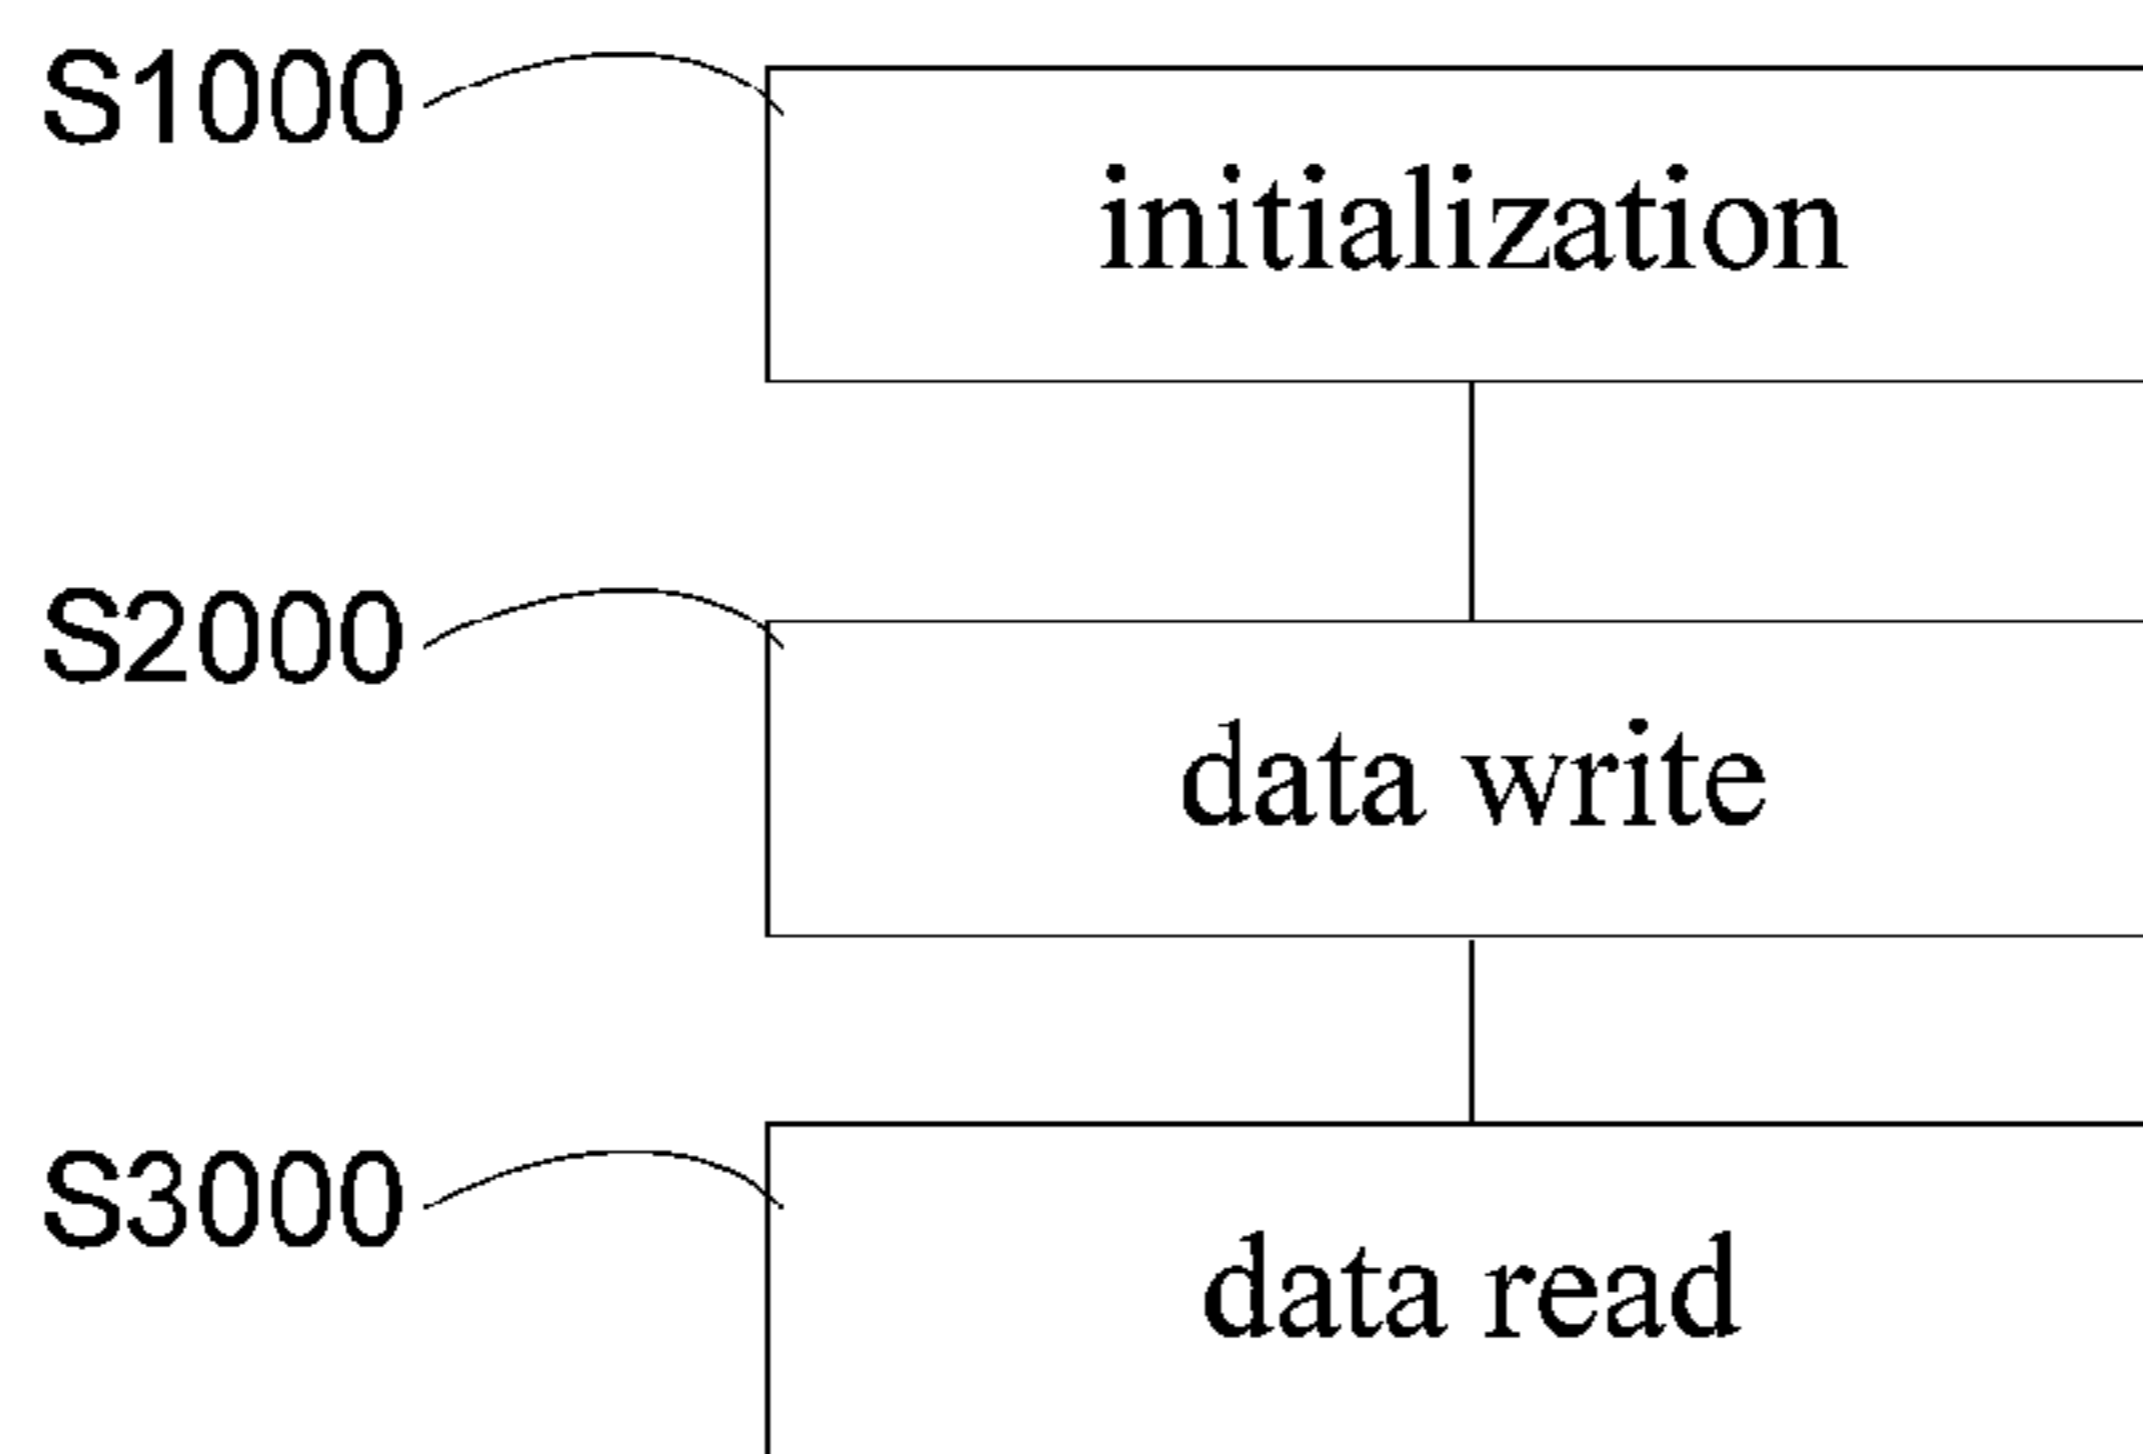 S1000
initialization
S2000
data write
S3000
data read